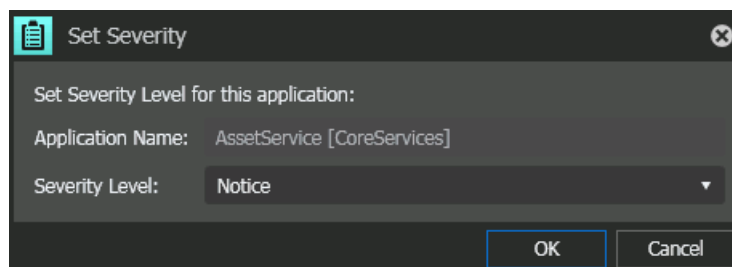 Set Severity
Set Severity Level for this application:
Application Name: AssetService [CoreServices]
Severity Level: Notice
OK Cancel